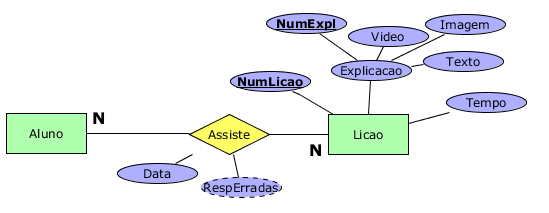 NumExpl
Video
Imagem
Explicacao
Texto
NumLicao
Tempo
N
Aluno
Assiste
Licao
N
Data
RespErradas